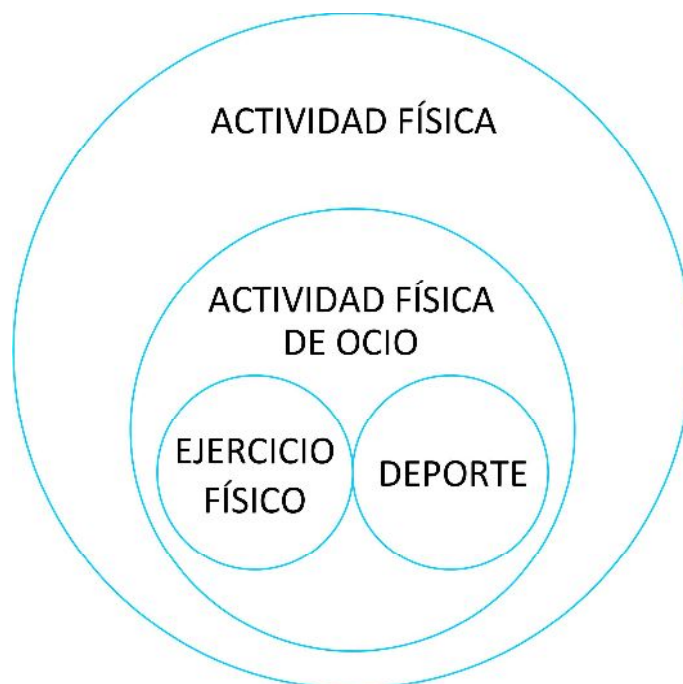 ACTIVIDAD FÍSICA
ACTIVIDAD FÍSICA
DE OCIO
EJERCICIO
FÍSICO
DEPORTE